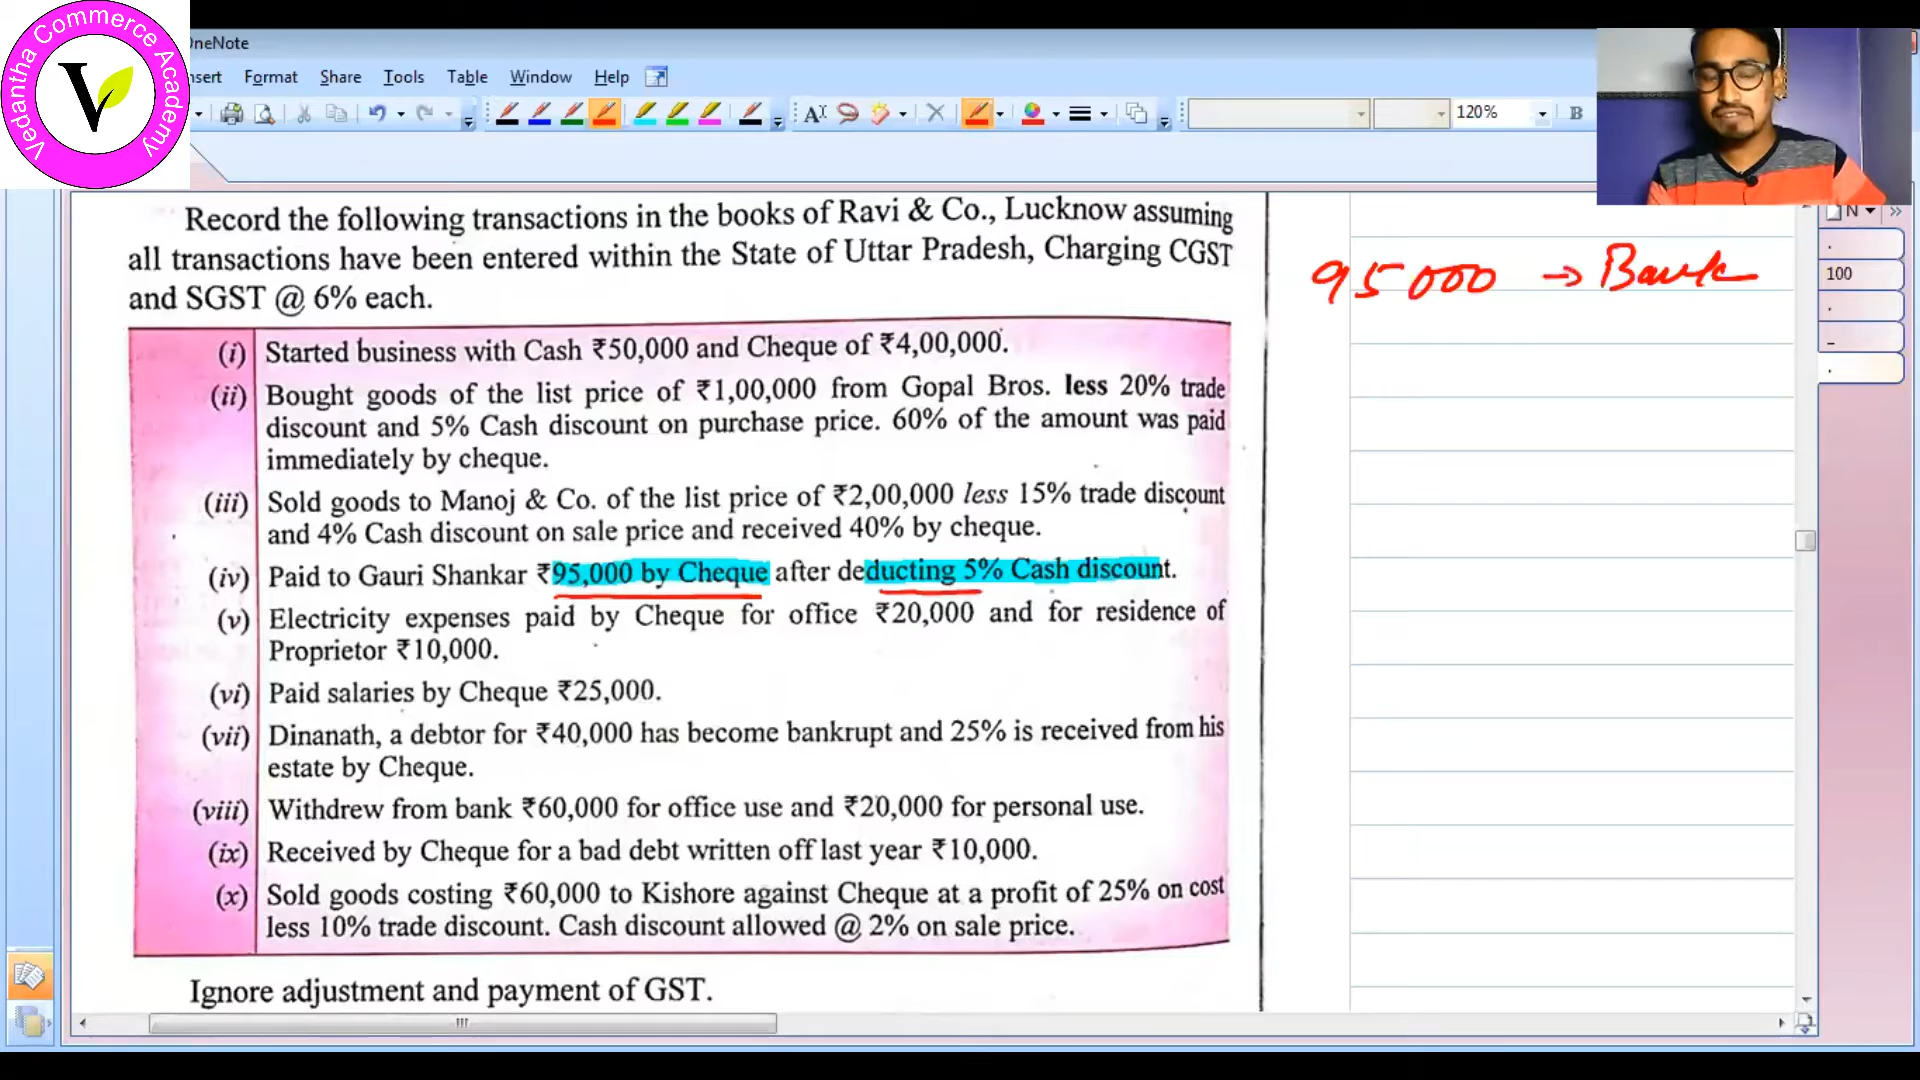 Vedantha Commerce Academy
V
OneNote
nsert Format Share Tools Table Window Help
120% B
N
Record the following transactions in the books of Ravi & Co., Lucknow assuming
all transactions have been entered within the State of Uttar Pradesh, Charging CGST
and SGST @ 6% each.
95000 → Bank
100
(i) Started business with Cash ₹50,000 and Cheque of ₹4,00,000.
(ii) Bought goods of the list price of ₹1,00,000 from Gopal Bros. less 20% trade
discount and 5% Cash discount on purchase price. 60% of the amount was paid
immediately by cheque.
(iii) Sold goods to Manoj & Co. of the list price of ₹2,00,000 less 15% trade discount
and 4% Cash discount on sale price and received 40% by cheque.
(iv) Paid to Gauri Shankar ₹95,000 by Cheque after deducting 5% Cash discount.
(v) Electricity expenses paid by Cheque for office ₹20,000 and for residence of
Proprietor ₹10,000.
(vi) Paid salaries by Cheque ₹25,000.
(vii) Dinanath, a debtor for ₹40,000 has become bankrupt and 25% is received from his
estate by Cheque.
(viii) Withdrew from bank ₹60,000 for office use and ₹20,000 for personal use.
(ix) Received by Cheque for a bad debt written off last year ₹10,000.
(x) Sold goods costing ₹60,000 to Kishore against Cheque at a profit of 25% on cost
less 10% trade discount. Cash discount allowed @ 2% on sale price.
Ignore adjustment and payment of GST.